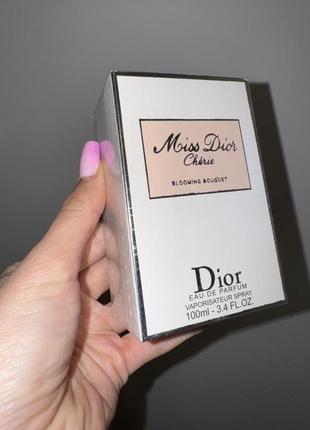 Miss Dior
Chérie
BLOOMING BOUQUET
Dior
EAU DE PARFUM
VAPORISATEUR SPRAY
100ml - 3.4 FL.OZ.